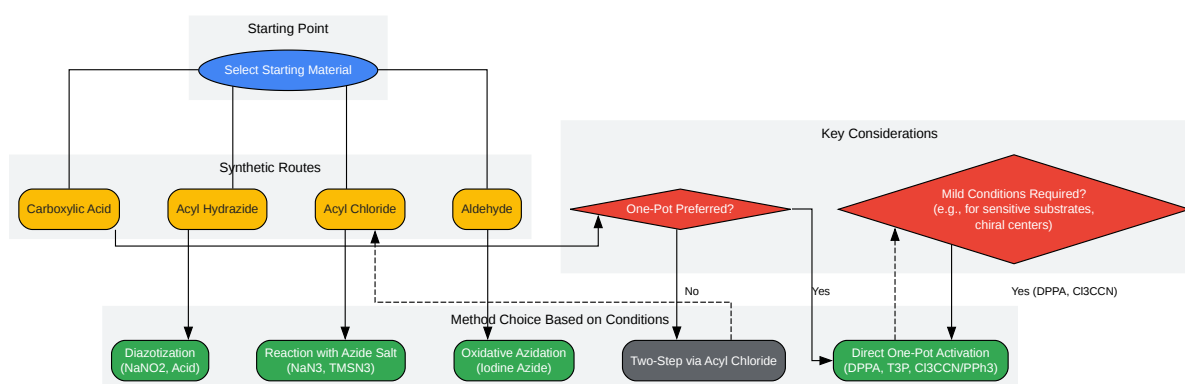 Starting Point
Select Starting Material
Key Considerations
Synthetic Routes
Carboxylic Acid
Acyl Hydrazide
Acyl Chloride
Aldehyde
One-Pot Preferred?
Mild Conditions Required?
(e.g., for sensitive substrates,
chiral centers)
No
Yes
Yes (DPPA, Cl3CCN)
Method Choice Based on Conditions
Diazotization
(NaNO2, Acid)
Reaction with Azide Salt
(NaN3, TMSN3)
Oxidative Azidation
(Iodine Azide)
Two-Step via Acyl Chloride
Direct One-Pot Activation
(DPPA, T3P, Cl3CCN/PPh3)